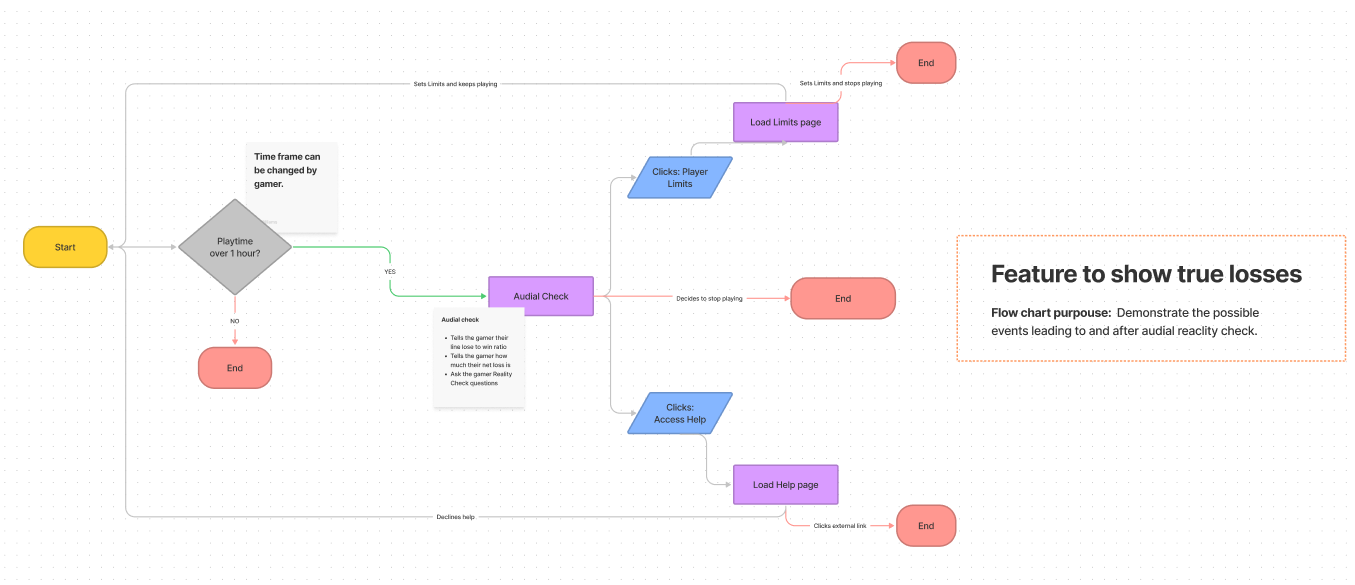 End
Sets Limits and keeps playing
Sets Limits and stops playing
Load Limits page
Time frame can
be changed by
gamer.
Clicks: Player
Limits
Start
Playtime
over 1 hour?
YES
Audial Check
Decides to stop playing
End
Feature to show true losses
Flow chart purpouse: Demonstrate the possible
events leading to and after audial reaclity check.
NO
End
Audial check
• Tells the gamer their
line lose to win ratio
• Tells the gamer how
much their net loss is
• Ask the gamer Reality
Check questions
Clicks:
Access Help
Load Help page
Declines help
Clicks external link
End